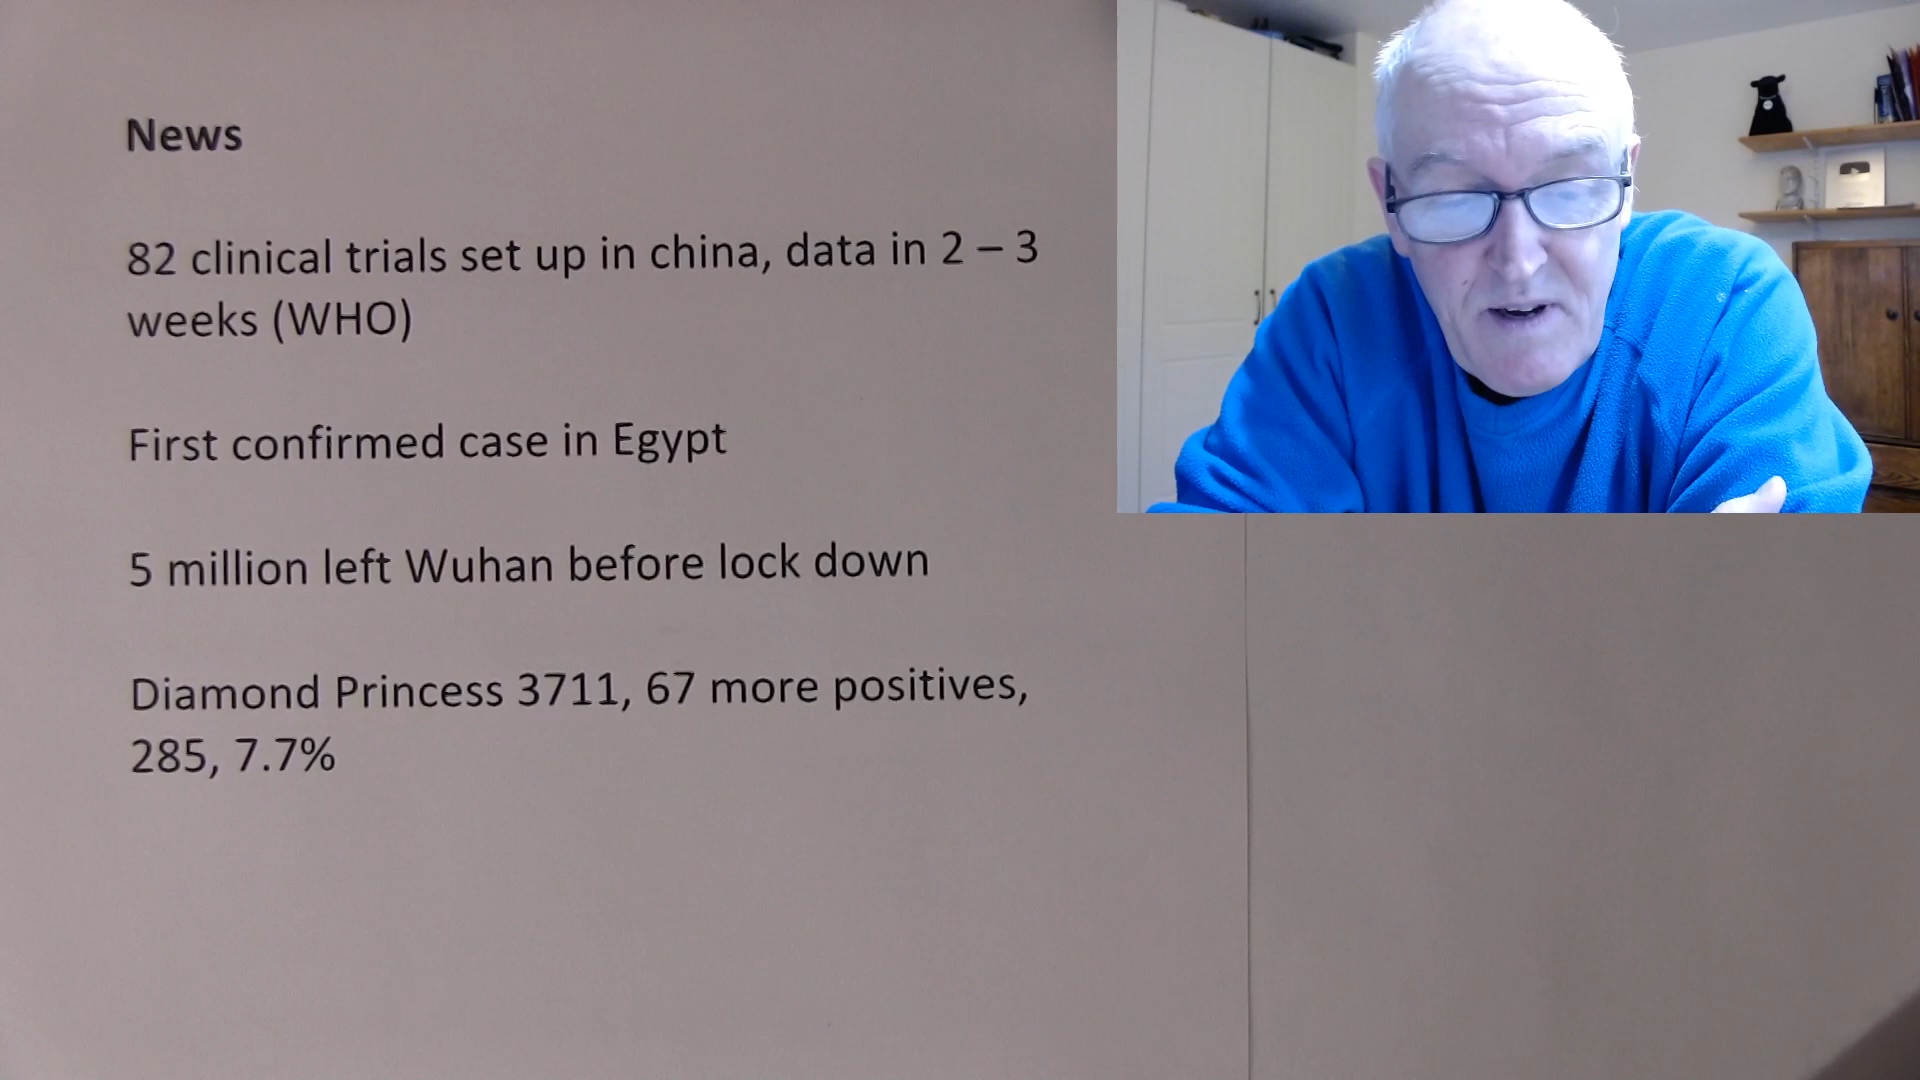 News
82 clinical trials set up in china, data in 2 – 3
weeks (WHO)
First confirmed case in Egypt
5 million left Wuhan before lock down
Diamond Princess 3711, 67 more positives,
285, 7.7%